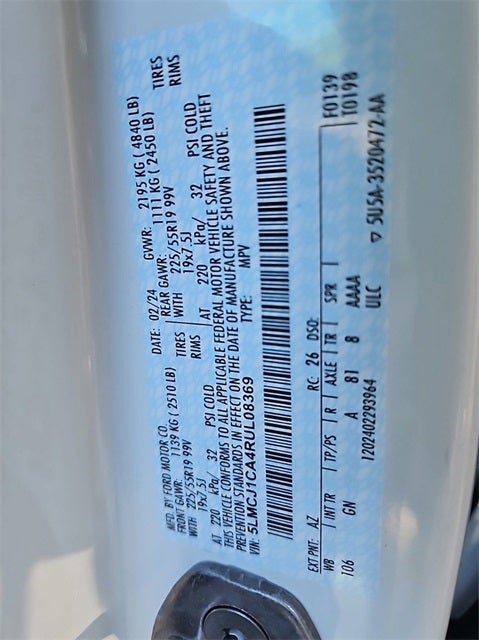 MFD. BY FORD MOTOR CO.
DATE: 02/24 GVWR: 2195 KG ( 4840 LB)
FRONT GAWR: 1139 KG ( 2510 LB) REAR GAWR: 1111 KG ( 2450 LB)
WITH 225/55R19 99V TIRES WITH 225/55R19 99V TIRES
19x7.5J RIMS 19x7.5J RIMS
AT 220 kPa/ 32 PSI COLD AT 220 kPa/ 32 PSI COLD
THIS VEHICLE CONFORMS TO ALL APPLICABLE FEDERAL MOTOR VEHICLE SAFETY AND THEFT
PREVENTION STANDARDS IN EFFECT ON THE DATE OF MANUFACTURE SHOWN ABOVE.
VIN: 5LMCJ1CA4RUL08369 TYPE: MPV
F0139
EXT PNT: AZ RC: 26 DSO: T0198
WB | INT TR | TP/PS | R | AXLE | TR | SPR |
106 GN A 81 8 AAAA
1202402293964 ULC ▿ 5U5A-3520472-AA